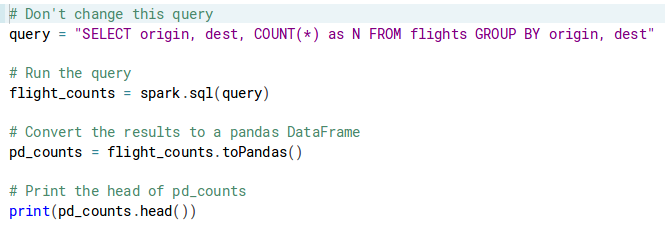 # Don't change this query
query = "SELECT origin, dest, COUNT(*) as N FROM flights GROUP BY origin, dest"
# Run the query
flight_counts = spark.sql(query)
# Convert the results to a pandas DataFrame
pd_counts = flight_counts.toPandas()
# Print the head of pd_counts
print(pd_counts.head())